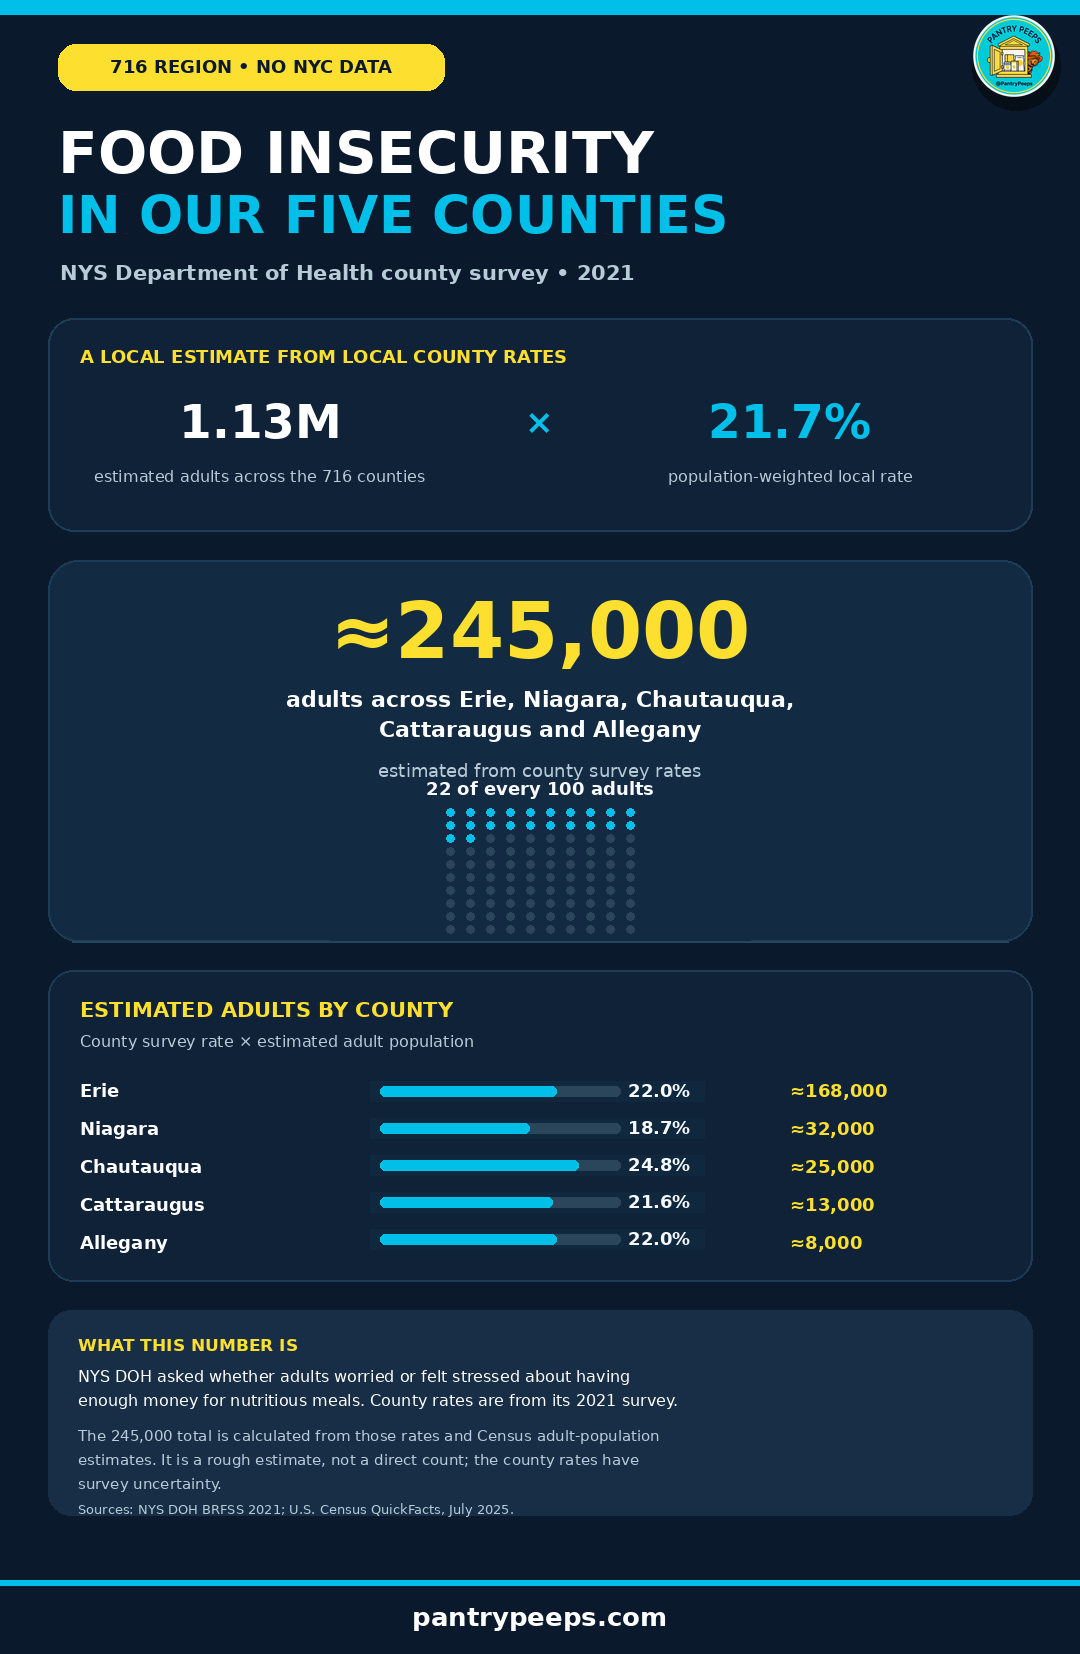 716 REGION • NO NYC DATA
PANTRY PEEPS
@PantryPeeps
FOOD INSECURITY
IN OUR FIVE COUNTIES
NYS Department of Health county survey • 2021
A LOCAL ESTIMATE FROM LOCAL COUNTY RATES
1.13M × 21.7%
estimated adults across the 716 counties population-weighted local rate
≈245,000
adults across Erie, Niagara, Chautauqua,
Cattaraugus and Allegany
estimated from county survey rates
22 of every 100 adults
ESTIMATED ADULTS BY COUNTY
County survey rate × estimated adult population
Erie 22.0% ≈168,000
Niagara 18.7% ≈32,000
Chautauqua 24.8% ≈25,000
Cattaraugus 21.6% ≈13,000
Allegany 22.0% ≈8,000
WHAT THIS NUMBER IS
NYS DOH asked whether adults worried or felt stressed about having
enough money for nutritious meals. County rates are from its 2021 survey.
The 245,000 total is calculated from those rates and Census adult-population
estimates. It is a rough estimate, not a direct count; the county rates have
survey uncertainty.
Sources: NYS DOH BRFSS 2021; U.S. Census QuickFacts, July 2025.
pantrypeeps.com